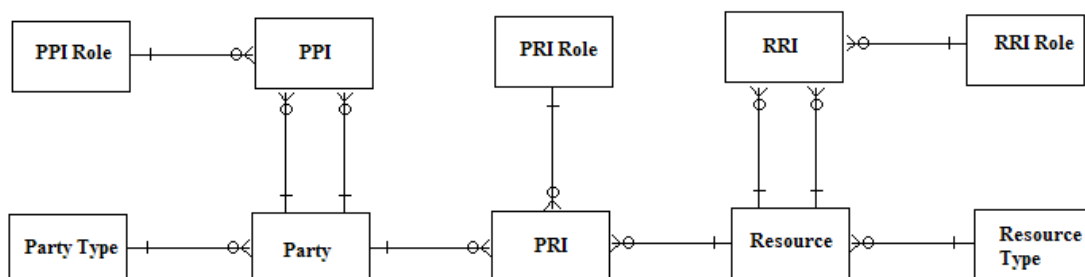 PPI Role
PPI
PRI Role
RRI
RRI Role
Party Type
Party
PRI
Resource
Resource
Type